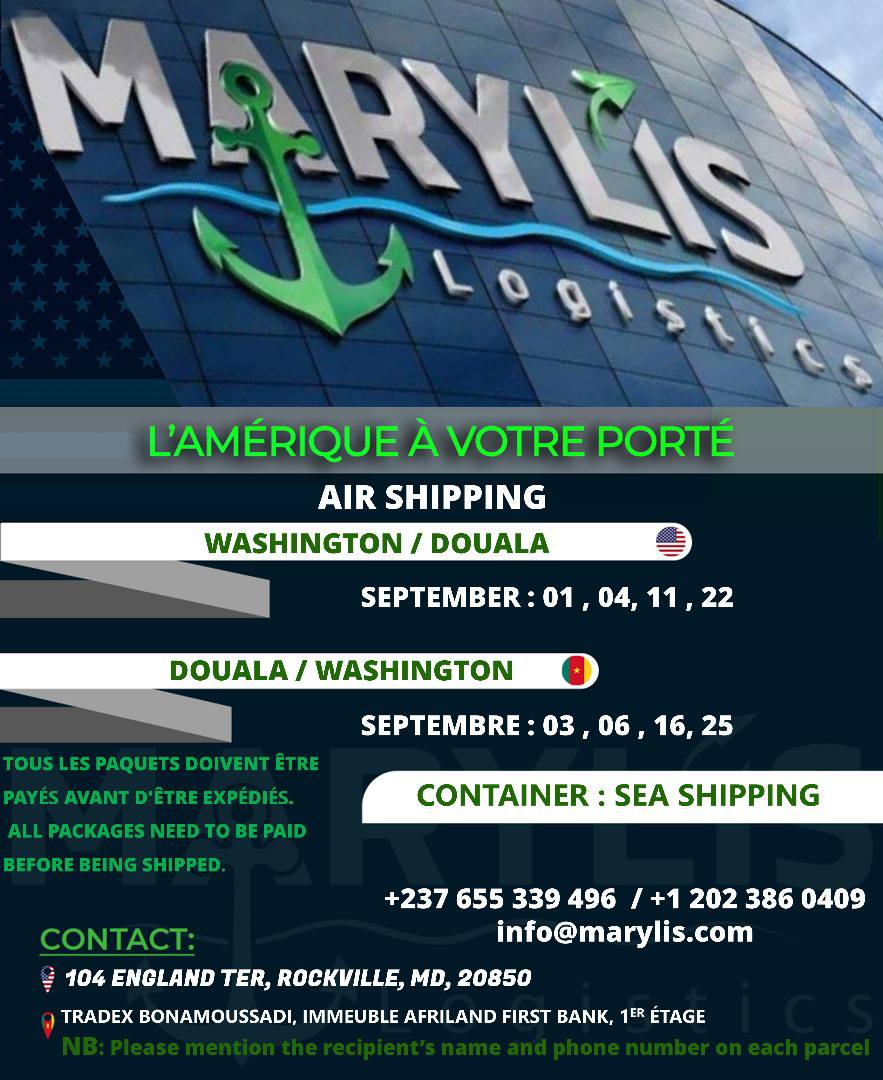 MARYLIS
Logistics
L'AMÉRIQUE À VOTRE PORTÉ
AIR SHIPPING
WASHINGTON / DOUALA
SEPTEMBER : 01 , 04, 11 , 22
DOUALA / WASHINGTON
SEPTEMBRE : 03 , 06 , 16, 25
TOUS LES PAQUETS DOIVENT ÊTRE
PAYÉS AVANT D'ÊTRE EXPÉDIÉS.
ALL PACKAGES NEED TO BE PAID
BEFORE BEING SHIPPED.
CONTAINER : SEA SHIPPING
+237 655 339 496 / +1 202 386 0409
info@marylis.com
CONTACT:
104 ENGLAND TER, ROCKVILLE, MD, 20850
TRADEX BONAMOUSSADI, IMMEUBLE AFRILAND FIRST BANK, 1ER ÉTAGE
NB: Please mention the recipient's name and phone number on each parcel
MARYLIS
Logistics